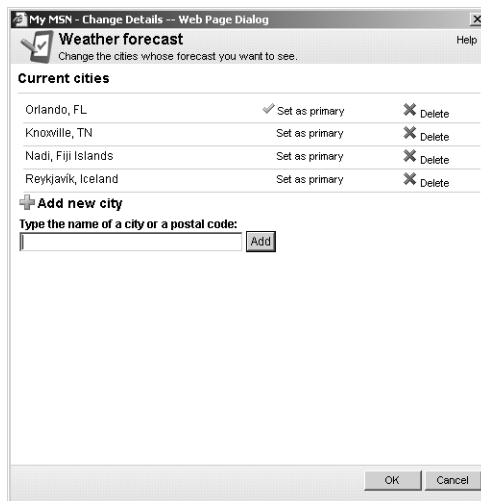 My MSN - Change Details -- Web Page Dialog
Weather forecast
Help
Change the cities whose forecast you want to see.
Current cities
Orlando, FL Set as primary Delete
Knoxville, TN Set as primary Delete
Nadi, Fiji Islands Set as primary Delete
Reykjavík, Iceland Set as primary Delete
Add new city
Type the name of a city or a postal code:
Add
OK Cancel